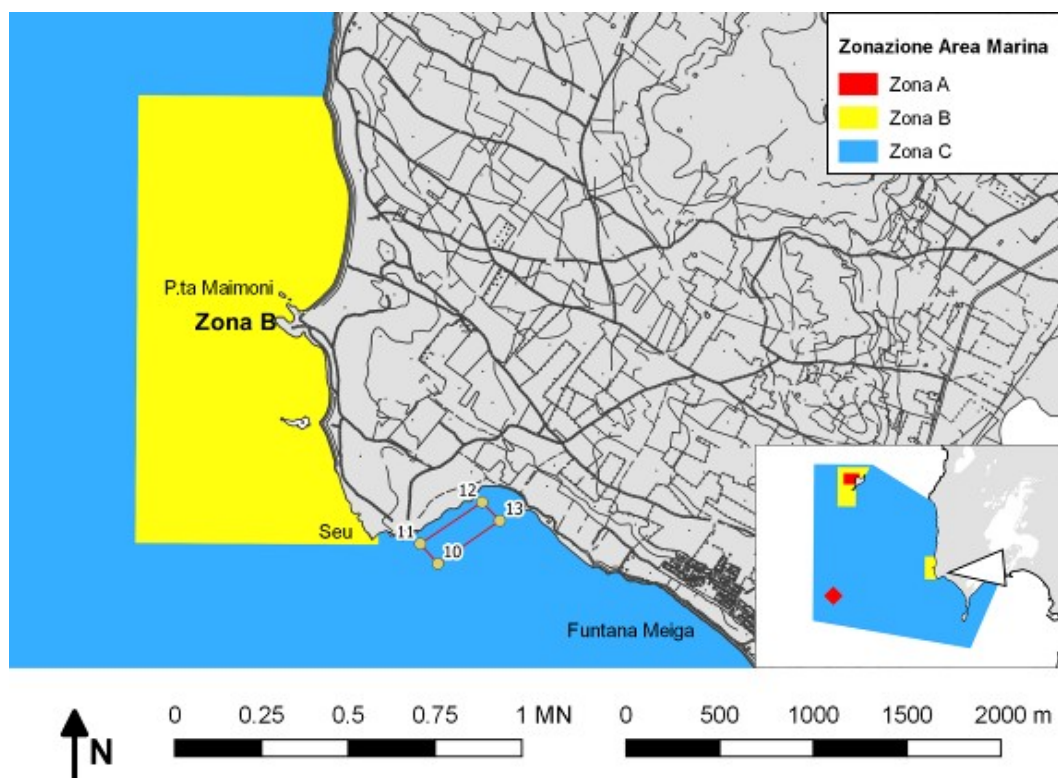 Zonazione Area Marina
Zona A
Zona B
Zona C
P.ta Maimoni
Zona B
12
13
11
10
Seu
Funtana Meiga
0 0.25 0.5 0.75 1 MN
0 500 1000 1500 2000 m
N